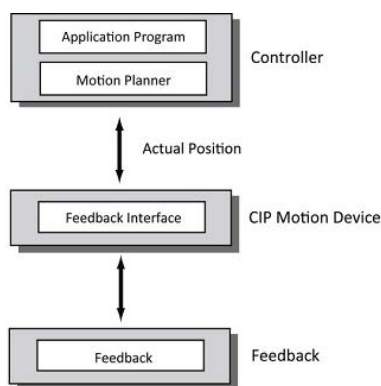 Application Program
Controller
Motion Planner
Actual Position
Feedback Interface
CIP Motion Device
Feedback
Feedback